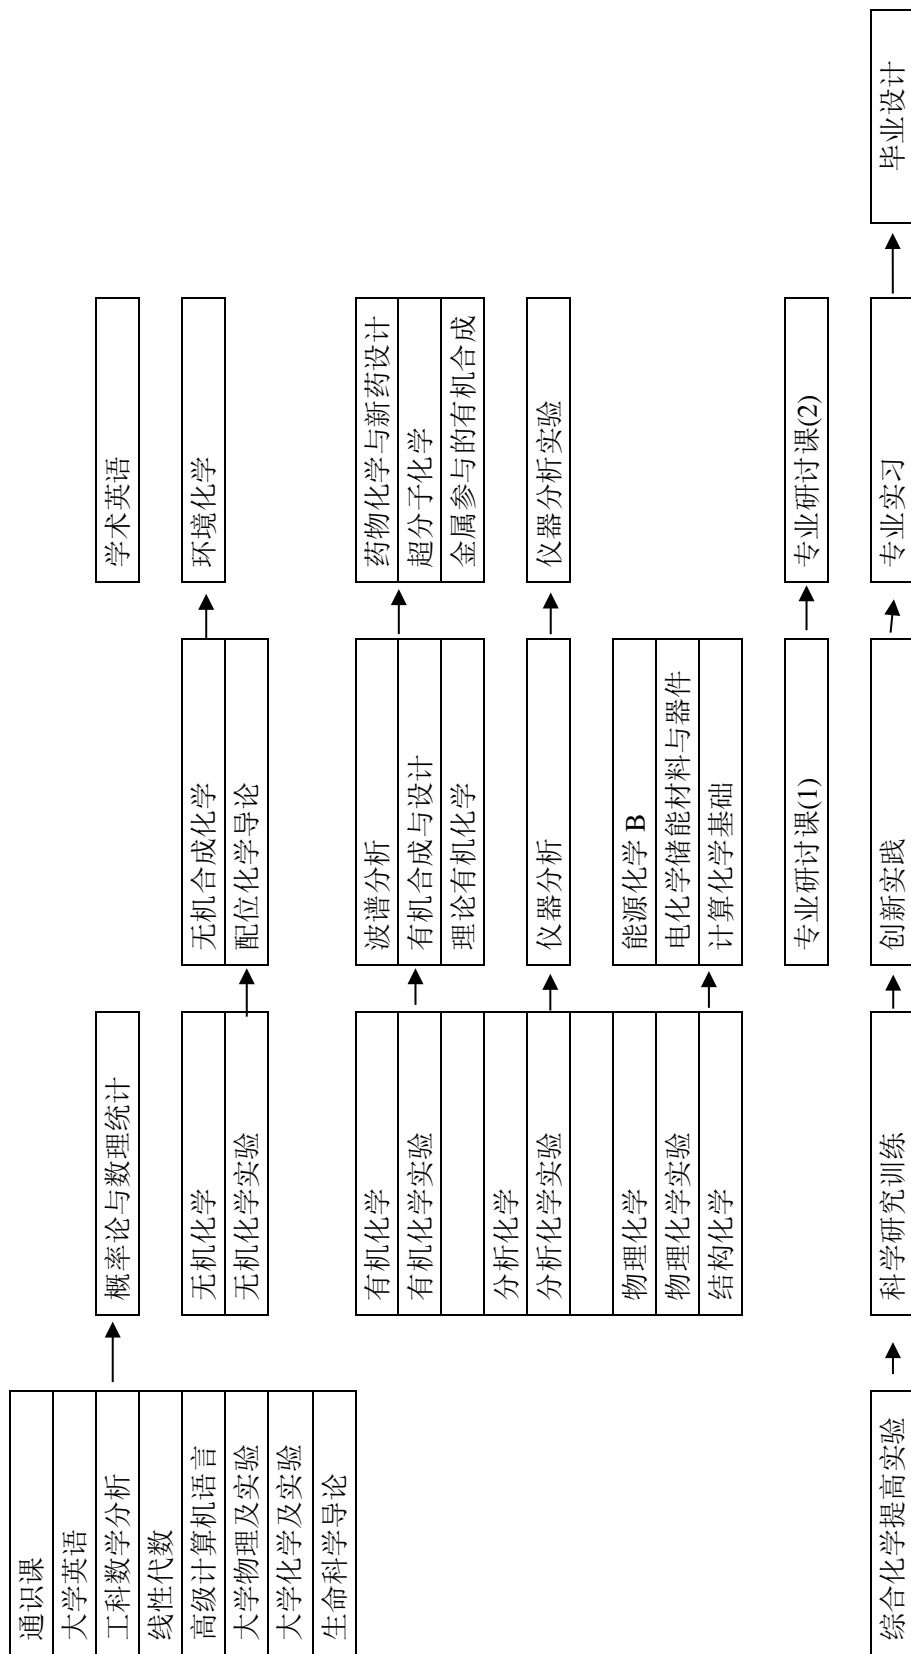 通识课
大学英语
工科数学分析
线性代数
高级计算机语言
大学物理及实验
大学化学及实验
生命科学导论
综合化学提高实验
概率论与数理统计
无机化学
无机化学实验
有机化学
有机化学实验
分析化学
分析化学实验
物理化学
物理化学实验
结构化学
科学研究训练
无机合成化学
配位化学导论
波谱分析
有机合成与设计
理论有机化学
仪器分析
能源化学 B
电化学储能材料与器件
计算化学基础
专业研讨课(1)
创新实践
学术英语
环境化学
药物化学与新药设计
超分子化学
金属参与的有机合成
仪器分析实验
专业研讨课(2)
专业实习
毕业设计